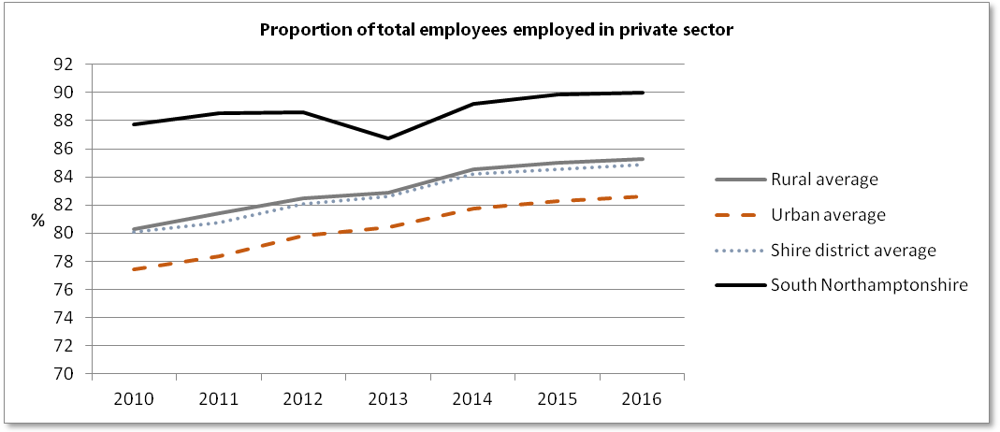 Proportion of total employees employed in private sector
92
90
88
86
84
82
80
78
76
74
72
70
%
2010 2011 2012 2013 2014 2015 2016
Rural average
Urban average
Shire district average
South Northamptonshire